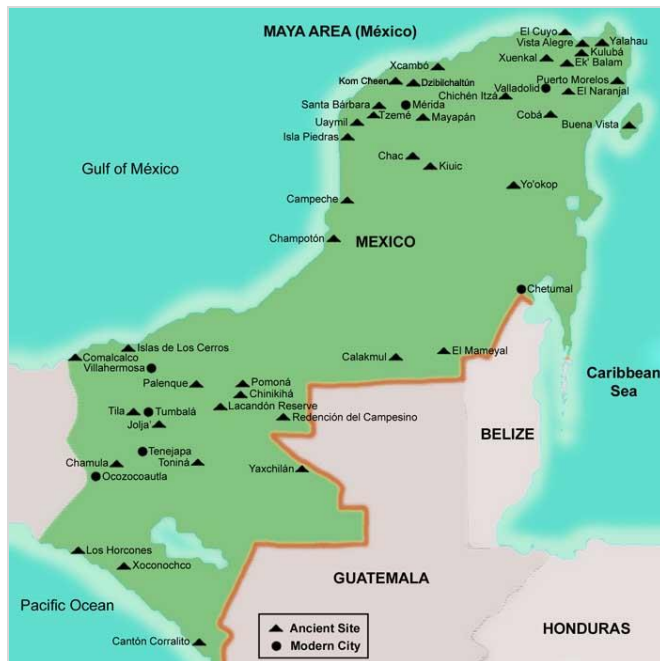 MAYA AREA (México)
El Cuyo
Vista Alegre
Yalahau
Kulubá
Xuenkal
Ek' Balam
Xcambó
Kom Cheen
Dzibilchaltún
Puerto Morelos
Valladolid
El Naranjal
Chichén Itzá
Santa Bárbara
Mérida
Tzemé
Mayapán
Cobá
Uaymil
Buena Vista
Isla Piedras
Chac
Kiuic
Gulf of México
Yo'okop
Campeche
Champotón
MEXICO
Chetumal
Islas de Los Cerros
Comalcalco
El Mameyal
Calakmul
Villahermosa
Caribbean
Sea
Palenque
Pomoná
Chinikihá
Lacandón Reserve
Tila
Tumbalá
Redención del Campesino
Jolja'
BELIZE
Tenejapa
Chamula
Toniná
Yaxchilán
Ocozocoautla
Los Horcones
Xoconochco
GUATEMALA
Pacific Ocean
Ancient Site
Modern City
HONDURAS
Cantón Corralito